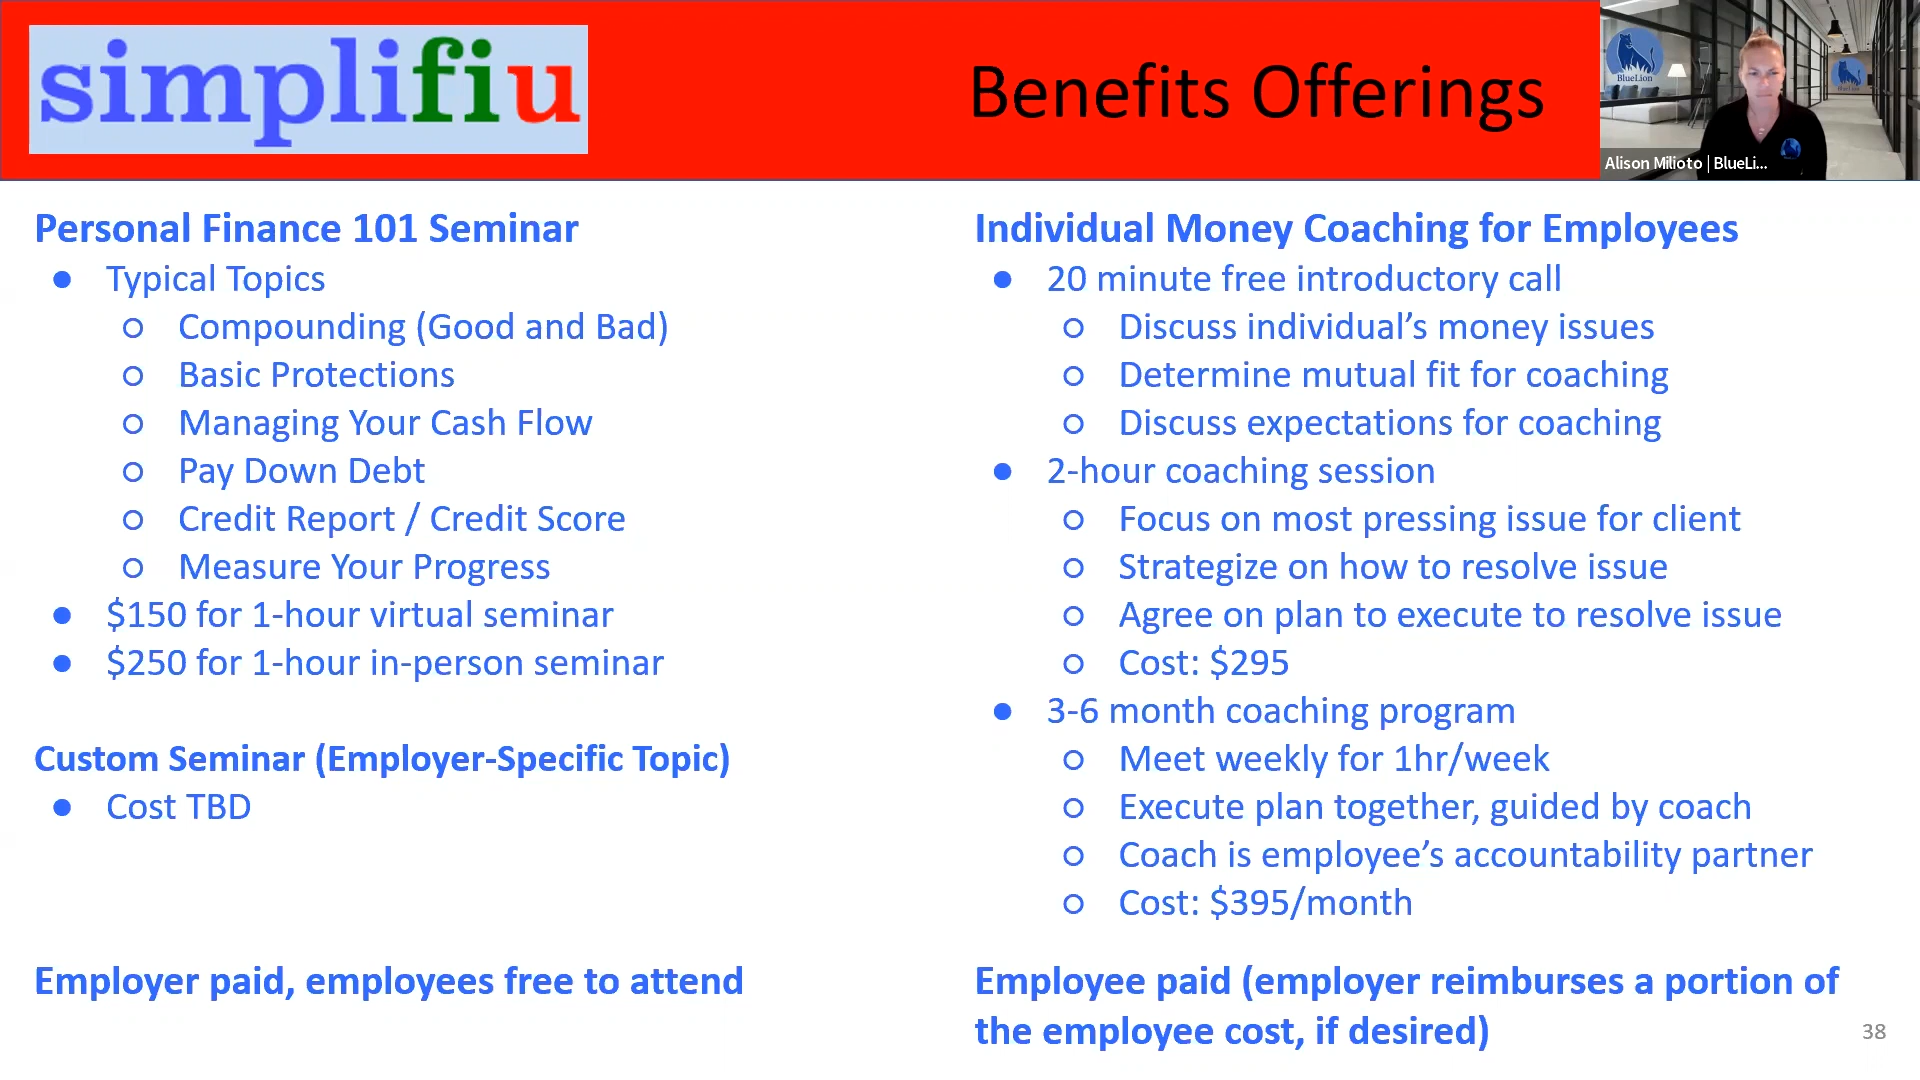 simplifiu
Benefits Offerings
BlueLion
BlueLion
Alison Milioto | BlueLi...
Personal Finance 101 Seminar
● Typical Topics
○ Compounding (Good and Bad)
○ Basic Protections
○ Managing Your Cash Flow
○ Pay Down Debt
○ Credit Report / Credit Score
○ Measure Your Progress
● $150 for 1-hour virtual seminar
● $250 for 1-hour in-person seminar
Custom Seminar (Employer-Specific Topic)
● Cost TBD
Employer paid, employees free to attend
Individual Money Coaching for Employees
● 20 minute free introductory call
○ Discuss individual’s money issues
○ Determine mutual fit for coaching
○ Discuss expectations for coaching
● 2-hour coaching session
○ Focus on most pressing issue for client
○ Strategize on how to resolve issue
○ Agree on plan to execute to resolve issue
○ Cost: $295
● 3-6 month coaching program
○ Meet weekly for 1hr/week
○ Execute plan together, guided by coach
○ Coach is employee’s accountability partner
○ Cost: $395/month
Employee paid (employer reimburses a portion of
the employee cost, if desired)
38